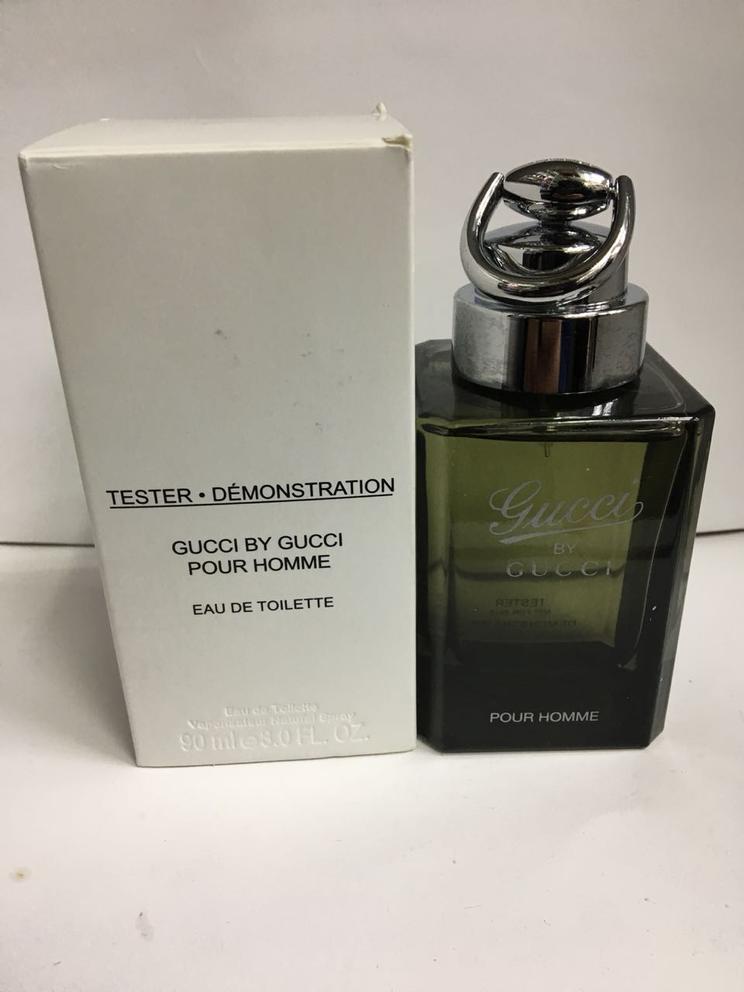 TESTER • DÉMONSTRATION
GUCCI BY GUCCI
POUR HOMME
EAU DE TOILETTE
Eau de Toilette
Vaporisateur Natural Spray
90 ml e 3.0 FL. OZ.
Gucci
BY
GUCCI
TESTER
POUR HOMME